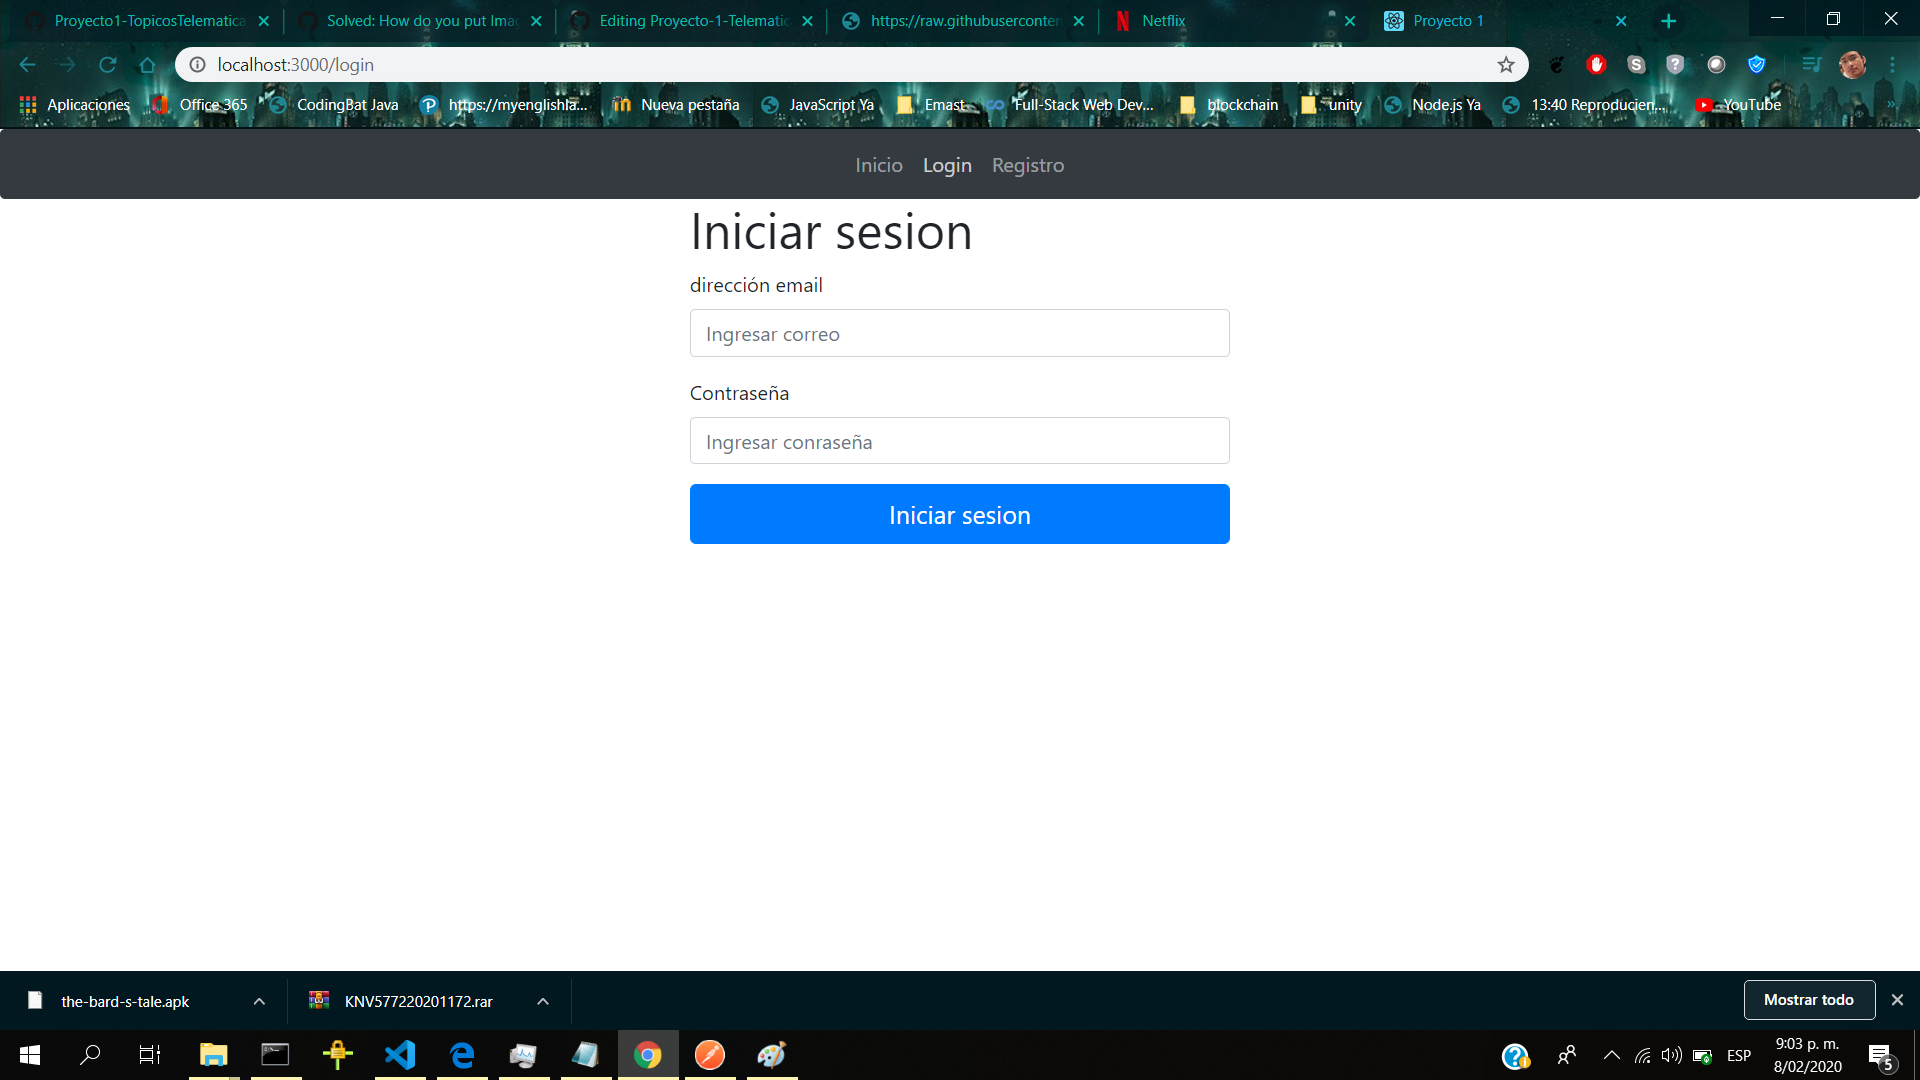 Proyecto1-TopicosTelematica
Solved: How do you put Imag
Editing Proyecto-1-Telematic
https://raw.githubuserconten
Netflix
Proyecto 1
localhost:3000/login
Aplicaciones
Office 365
CodingBat Java
https://myenglishla...
Nueva pestaña
JavaScript Ya
Emast
Full-Stack Web Dev...
blockchain
unity
Node.js Ya
13:40 Reproducien...
YouTube
Inicio Login Registro
Iniciar sesion
dirección email
Ingresar correo
Contraseña
Ingresar conraseña
Iniciar sesion
the-bard-s-tale.apk
KNV577220201172.rar
Mostrar todo
ESP
9:03 p. m.
8/02/2020
5